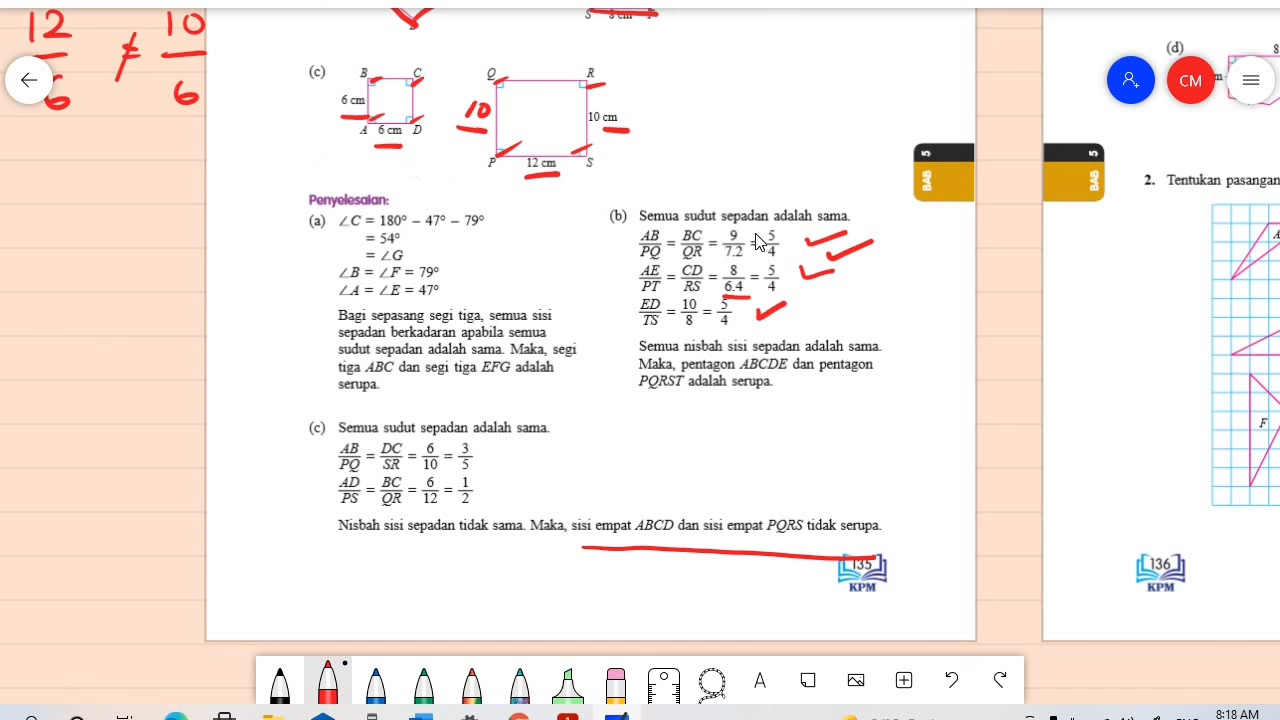 12
6
≠
10
6
S 8 cm T
(c)
B C
6 cm
A 6 cm D
Q R
10
10 cm
P 12 cm S
Penyelesaian:
(a) ∠C = 180° – 47° – 79°
= 54°
= ∠G
∠B = ∠F = 79°
∠A = ∠E = 47°
Bagi sepasang segi tiga, semua sisi
sepadan berkadaran apabila semua
sudut sepadan adalah sama. Maka, segi
tiga ABC dan segi tiga EFG adalah
serupa.
(b) Semua sudut sepadan adalah sama.
AB/PQ = BC/QR = 9/7.2 = 5/4
AE/PT = CD/RS = 8/6.4 = 5/4
ED/TS = 10/8 = 5/4
Semua nisbah sisi sepadan adalah sama.
Maka, pentagon ABCDE dan pentagon
PQRST adalah serupa.
(c) Semua sudut sepadan adalah sama.
AB/PQ = DC/SR = 6/10 = 3/5
AD/PS = BC/QR = 6/12 = 1/2
Nisbah sisi sepadan tidak sama. Maka, sisi empat ABCD dan sisi empat PQRS tidak serupa.
135
KPM
BAB 5
BAB 5
(d)
8
m
CM
2. Tentukan pasangan
A
F
136
KPM
A
8:18 AM